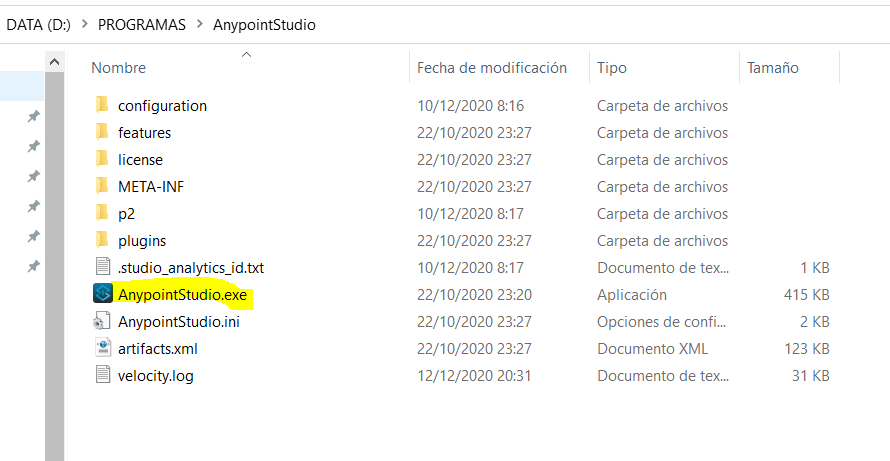 DATA (D:) > PROGRAMAS > AnypointStudio
Nombre Fecha de modificación Tipo Tamaño
configuration 10/12/2020 8:16 Carpeta de archivos
features 22/10/2020 23:27 Carpeta de archivos
license 22/10/2020 23:27 Carpeta de archivos
META-INF 22/10/2020 23:27 Carpeta de archivos
p2 10/12/2020 8:17 Carpeta de archivos
plugins 22/10/2020 23:27 Carpeta de archivos
.studio_analytics_id.txt 10/12/2020 8:17 Documento de tex... 1 KB
AnypointStudio.exe 22/10/2020 23:20 Aplicación 415 KB
AnypointStudio.ini 22/10/2020 23:27 Opciones de confi... 2 KB
artifacts.xml 22/10/2020 23:27 Documento XML 123 KB
velocity.log 12/12/2020 20:31 Documento de tex... 31 KB